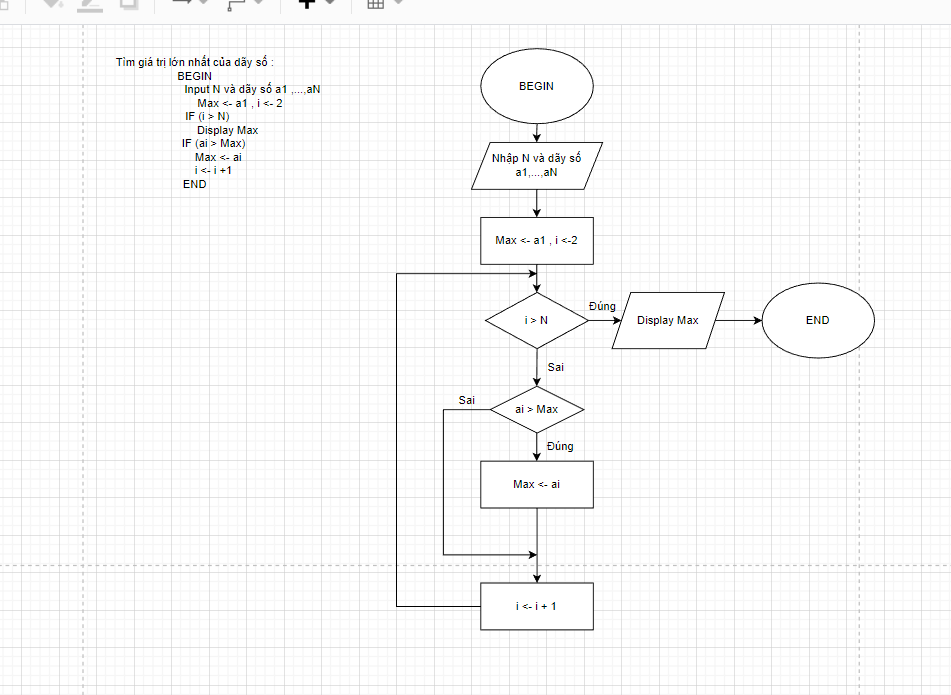 Tìm giá trị lớn nhất của dãy số :
BEGIN
Input N và dãy số a1 ,...,aN
Max <- a1 , i <- 2
IF (i > N)
Display Max
IF (ai > Max)
Max <- ai
i <- i +1
END
BEGIN
Nhập N và dãy số
a1,...,aN
Max <- a1 , i <-2
i > N
Đúng
Display Max
END
Sai
ai > Max
Sai
Đúng
Max <- ai
i <- i + 1